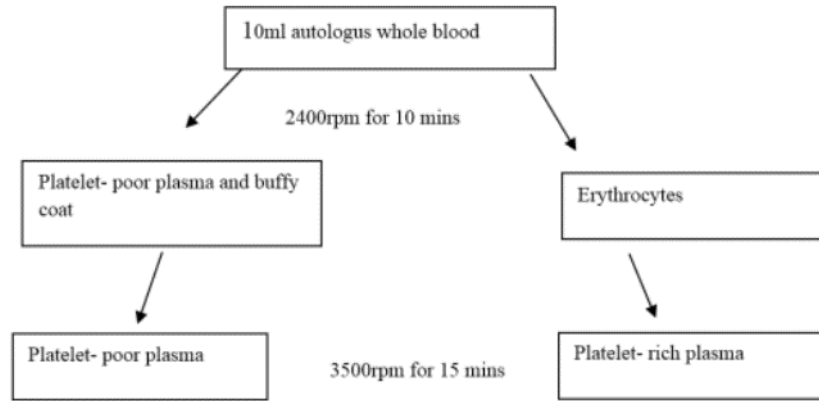 10ml autologus whole blood
2400rpm for 10 mins
Platelet- poor plasma and buffy
coat
Erythrocytes
Platelet- poor plasma
3500rpm for 15 mins
Platelet- rich plasma